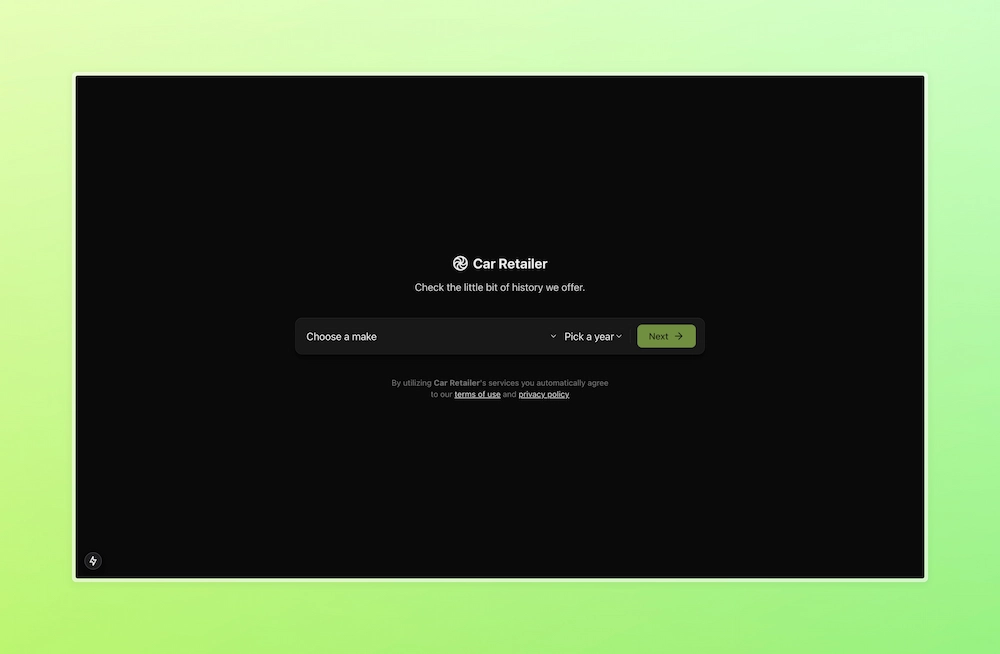 Car Retailer
Check the little bit of history we offer.
Choose a make Pick a year Next
By utilizing Car Retailer's services you automatically agree
to our terms of use and privacy policy